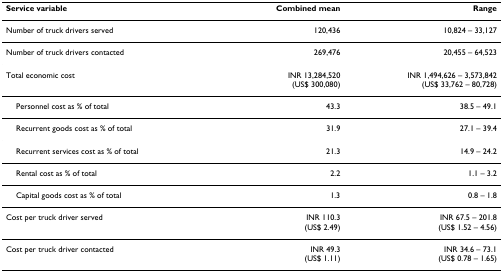 Service variable Combined mean Range
Number of truck drivers served 120,436 10,824 – 33,127
Number of truck drivers contacted 269,476 20,455 – 64,523
Total economic cost INR 13,284,520 INR 1,494,626 – 3,573,842
(US$ 300,080) (US$ 33,762 – 80,728)
Personnel cost as % of total 43.3 38.5 – 49.1
Recurrent goods cost as % of total 31.9 27.1 – 39.4
Recurrent services cost as % of total 21.3 14.9 – 24.2
Rental cost as % of total 2.2 1.1 – 3.2
Capital goods cost as % of total 1.3 0.8 – 1.8
Cost per truck driver served INR 110.3 INR 67.5 – 201.8
(US$ 2.49) (US$ 1.52 – 4.56)
Cost per truck driver contacted INR 49.3 INR 34.6 – 73.1
(US$ 1.11) (US$ 0.78 – 1.65)